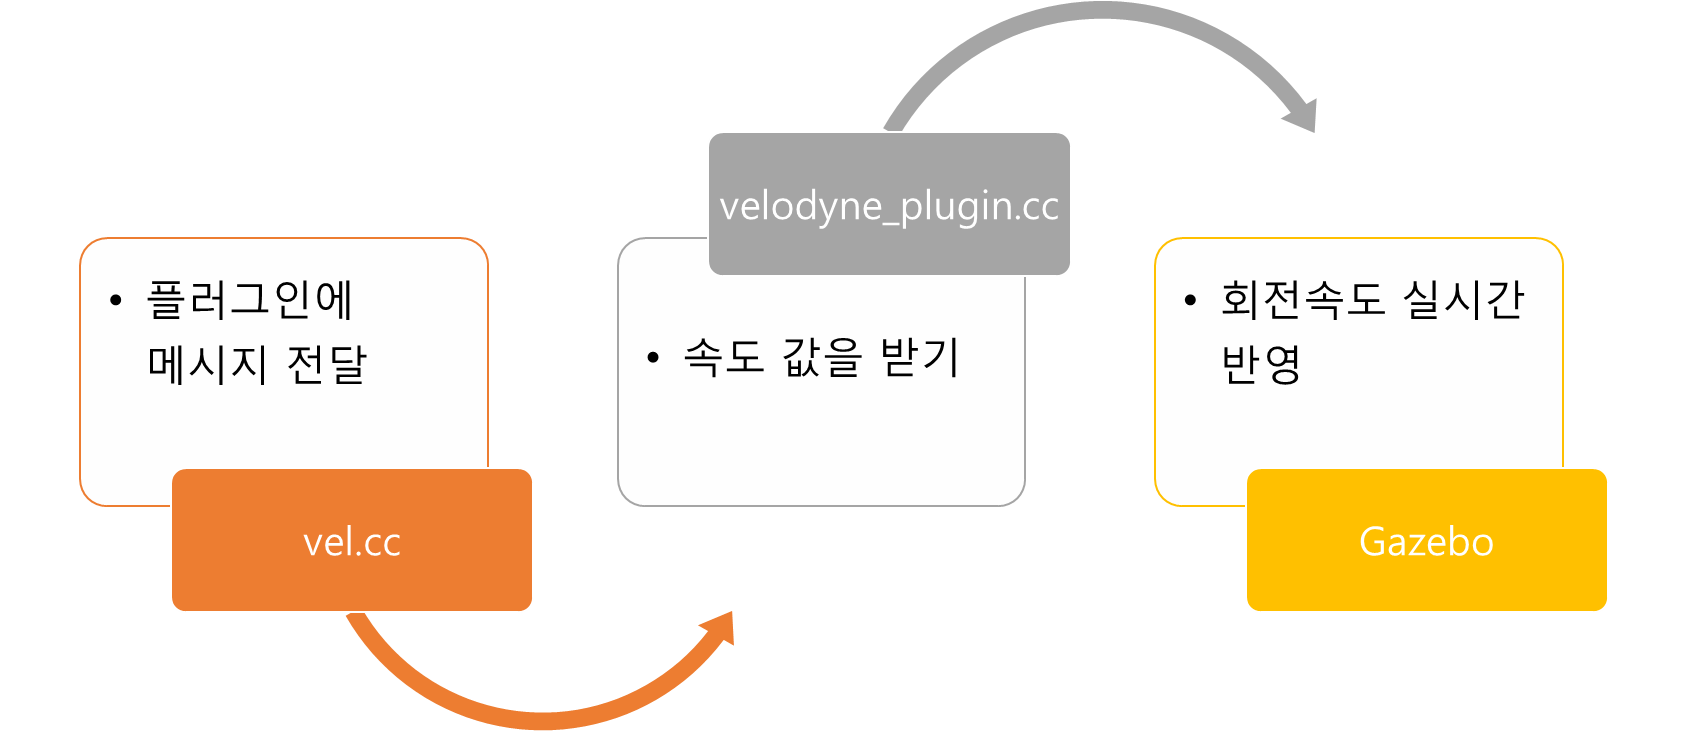 • 플러그인에
메시지 전달
vel.cc
velodyne_plugin.cc
• 속도 값을 받기
• 회전속도 실시간
반영
Gazebo